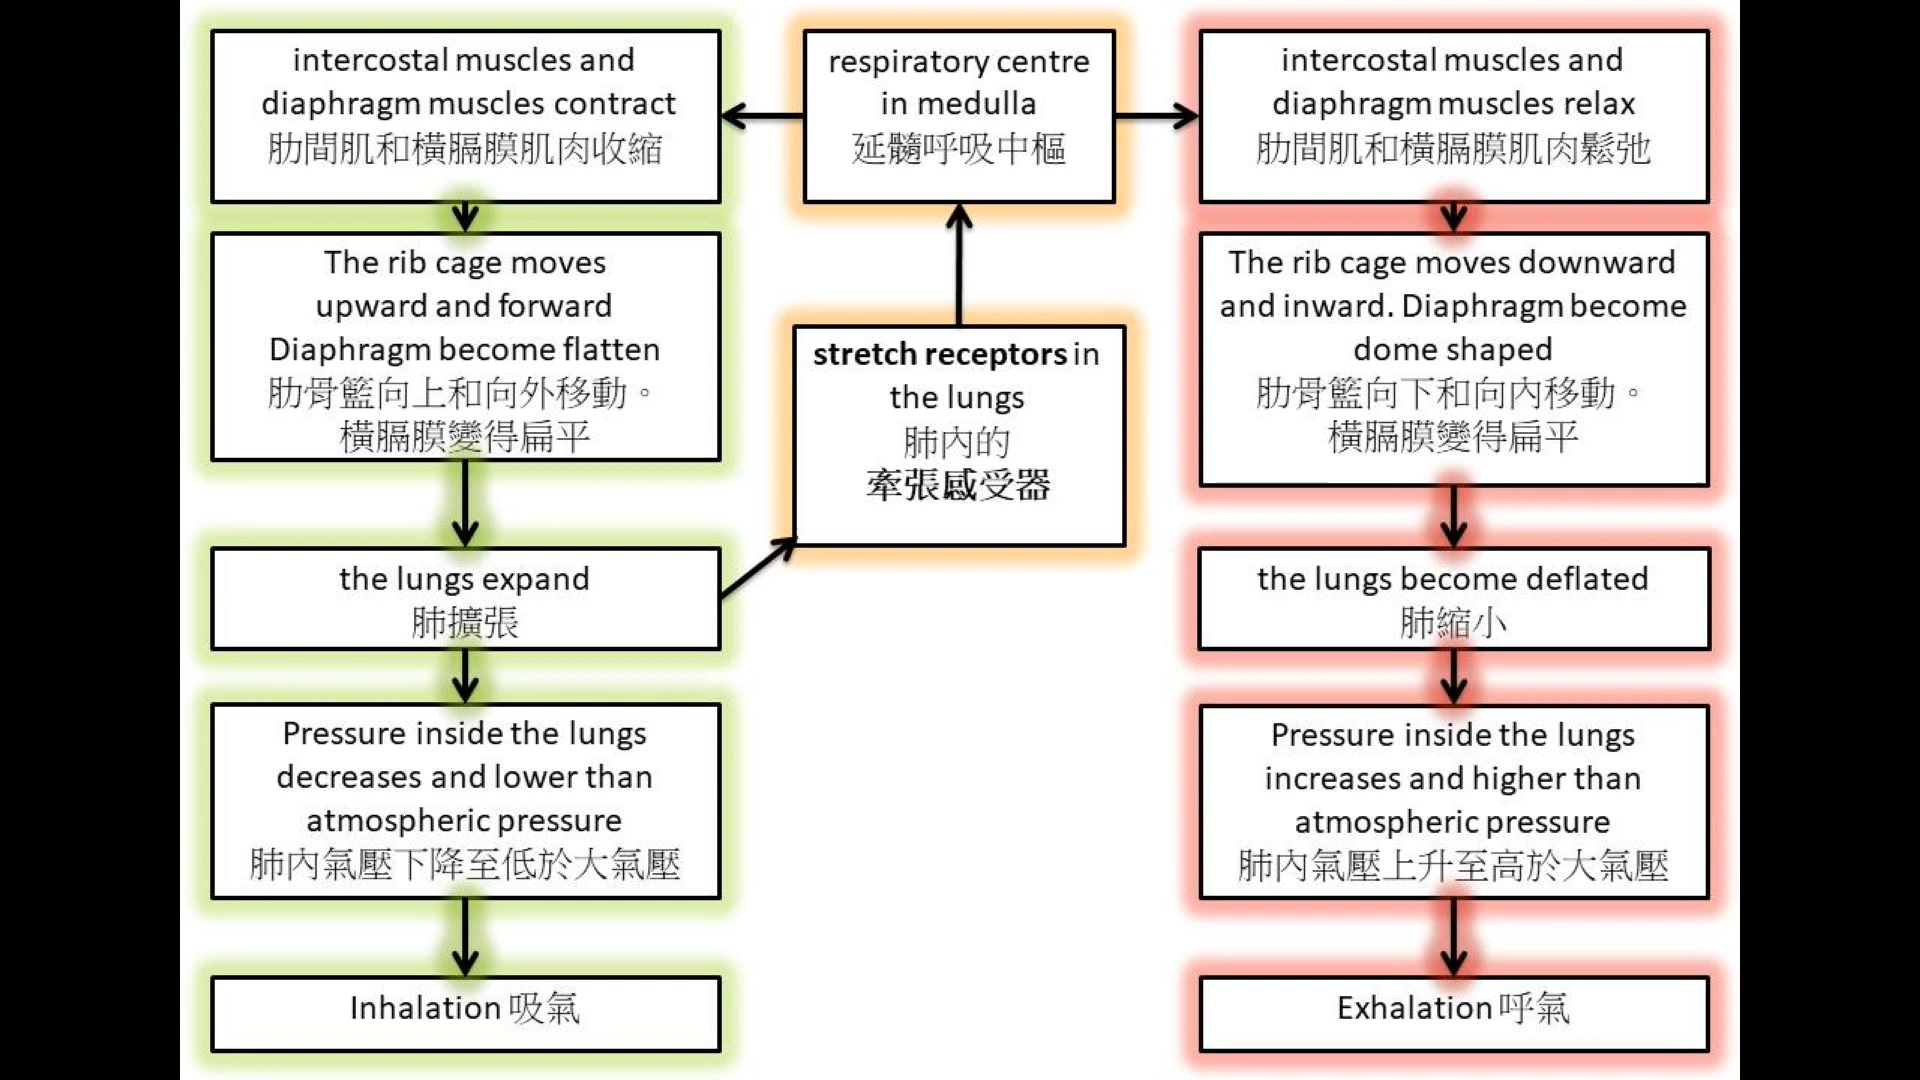 intercostal muscles and
diaphragm muscles contract
肋間肌和橫膈膜肌肉收縮
The rib cage moves
upward and forward
Diaphragm become flatten
肋骨籃向上和向外移動。
橫膈膜變得扁平
the lungs expand
肺擴張
Pressure inside the lungs
decreases and lower than
atmospheric pressure
肺內氣壓下降至低於大氣壓
Inhalation 吸氣
respiratory centre
in medulla
延髓呼吸中樞
stretch receptors in
the lungs
肺內的
牽張感受器
intercostal muscles and
diaphragm muscles relax
肋間肌和橫膈膜肌肉鬆弛
The rib cage moves downward
and inward. Diaphragm become
dome shaped
肋骨籃向下和向內移動。
橫膈膜變得扁平
the lungs become deflated
肺縮小
Pressure inside the lungs
increases and higher than
atmospheric pressure
肺內氣壓上升至高於大氣壓
Exhalation 呼氣